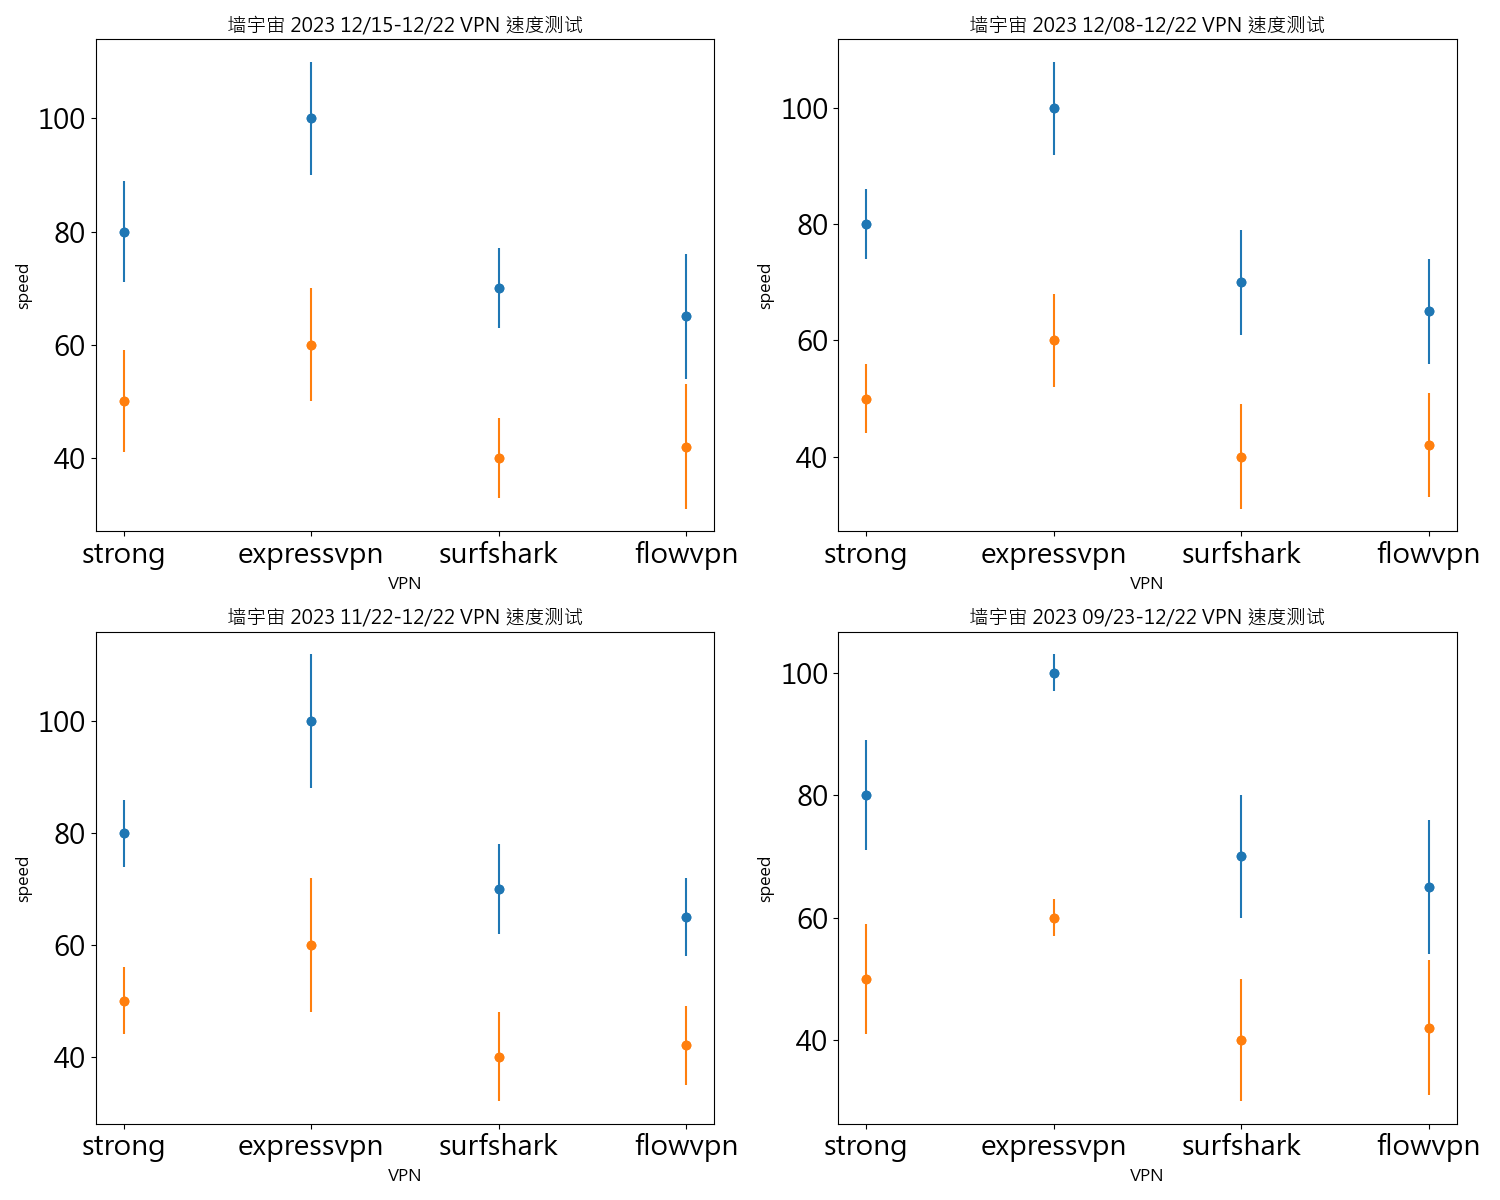 墙宇宙 2023 12/15-12/22 VPN 速度测试
100
80
60
40
speed
strong expressvpn surfshark flowvpn
VPN
墙宇宙 2023 12/08-12/22 VPN 速度测试
100
80
60
40
speed
strong expressvpn surfshark flowvpn
VPN
墙宇宙 2023 11/22-12/22 VPN 速度测试
100
80
60
40
speed
strong expressvpn surfshark flowvpn
VPN
墙宇宙 2023 09/23-12/22 VPN 速度测试
100
80
60
40
speed
strong expressvpn surfshark flowvpn
VPN